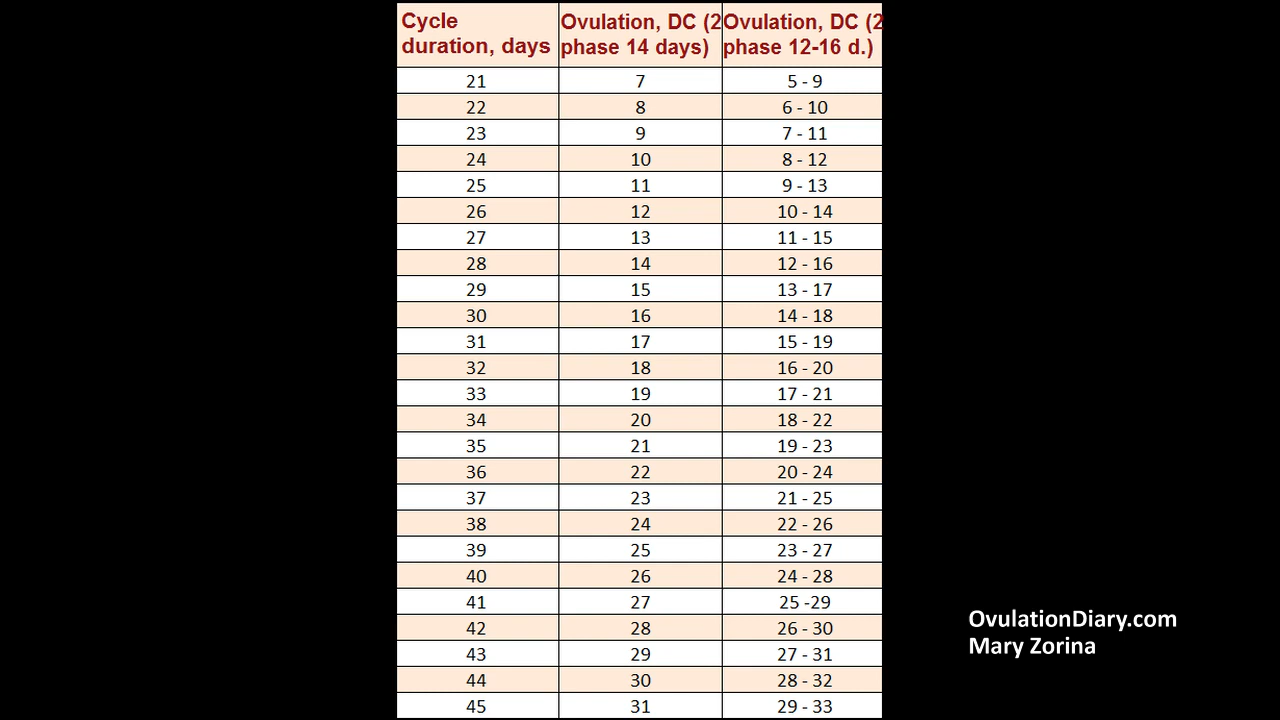 Cycle duration, days Ovulation, DC (2 phase 14 days) Ovulation, DC (2 phase 12-16 d.)
21 7 5 - 9
22 8 6 - 10
23 9 7 - 11
24 10 8 - 12
25 11 9 - 13
26 12 10 - 14
27 13 11 - 15
28 14 12 - 16
29 15 13 - 17
30 16 14 - 18
31 17 15 - 19
32 18 16 - 20
33 19 17 - 21
34 20 18 - 22
35 21 19 - 23
36 22 20 - 24
37 23 21 - 25
38 24 22 - 26
39 25 23 - 27
40 26 24 - 28
41 27 25 -29
42 28 26 - 30
43 29 27 - 31
44 30 28 - 32
45 31 29 - 33
OvulationDiary.com
Mary Zorina